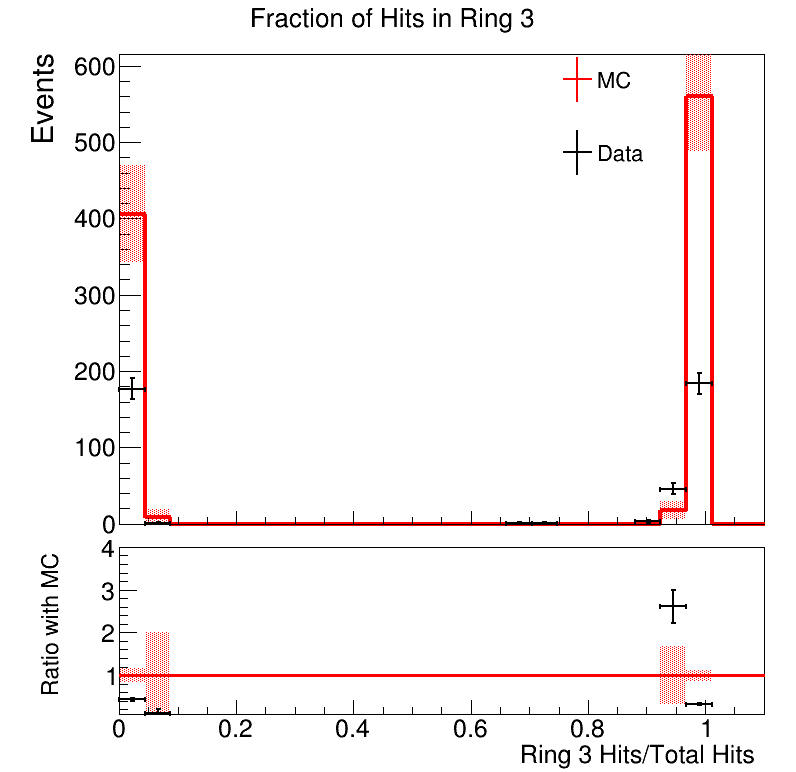 Fraction of Hits in Ring 3
Events
600
500
400
300
200
100
0
MC
Data
Ratio with MC
4
3
2
1
0
0.2
0.4
0.6
0.8
1
Ring 3 Hits/Total Hits